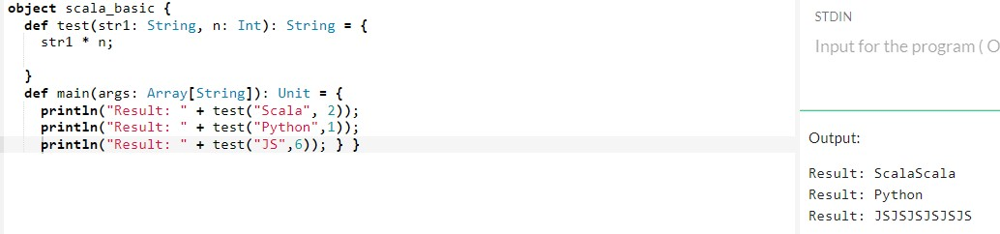 object scala_basic {
def test(str1: String, n: Int): String = {
str1 * n;
}
def main(args: Array[String]): Unit = {
println("Result: " + test("Scala", 2));
println("Result: " + test("Python",1));
println("Result: " + test("JS",6)); } }
STDIN
Input for the program ( O
Output:
Result: ScalaScala
Result: Python
Result: JSJSJSJSJSJS